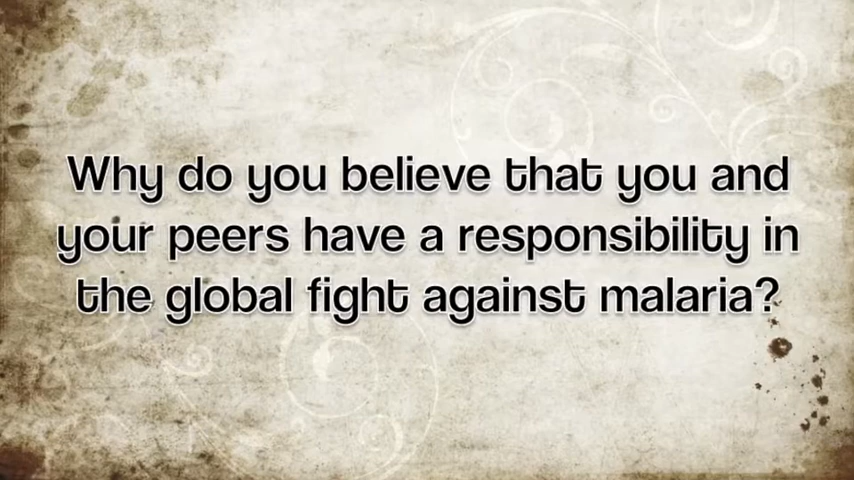 Why do you believe that you and
your peers have a responsibility in
the global fight against malaria?